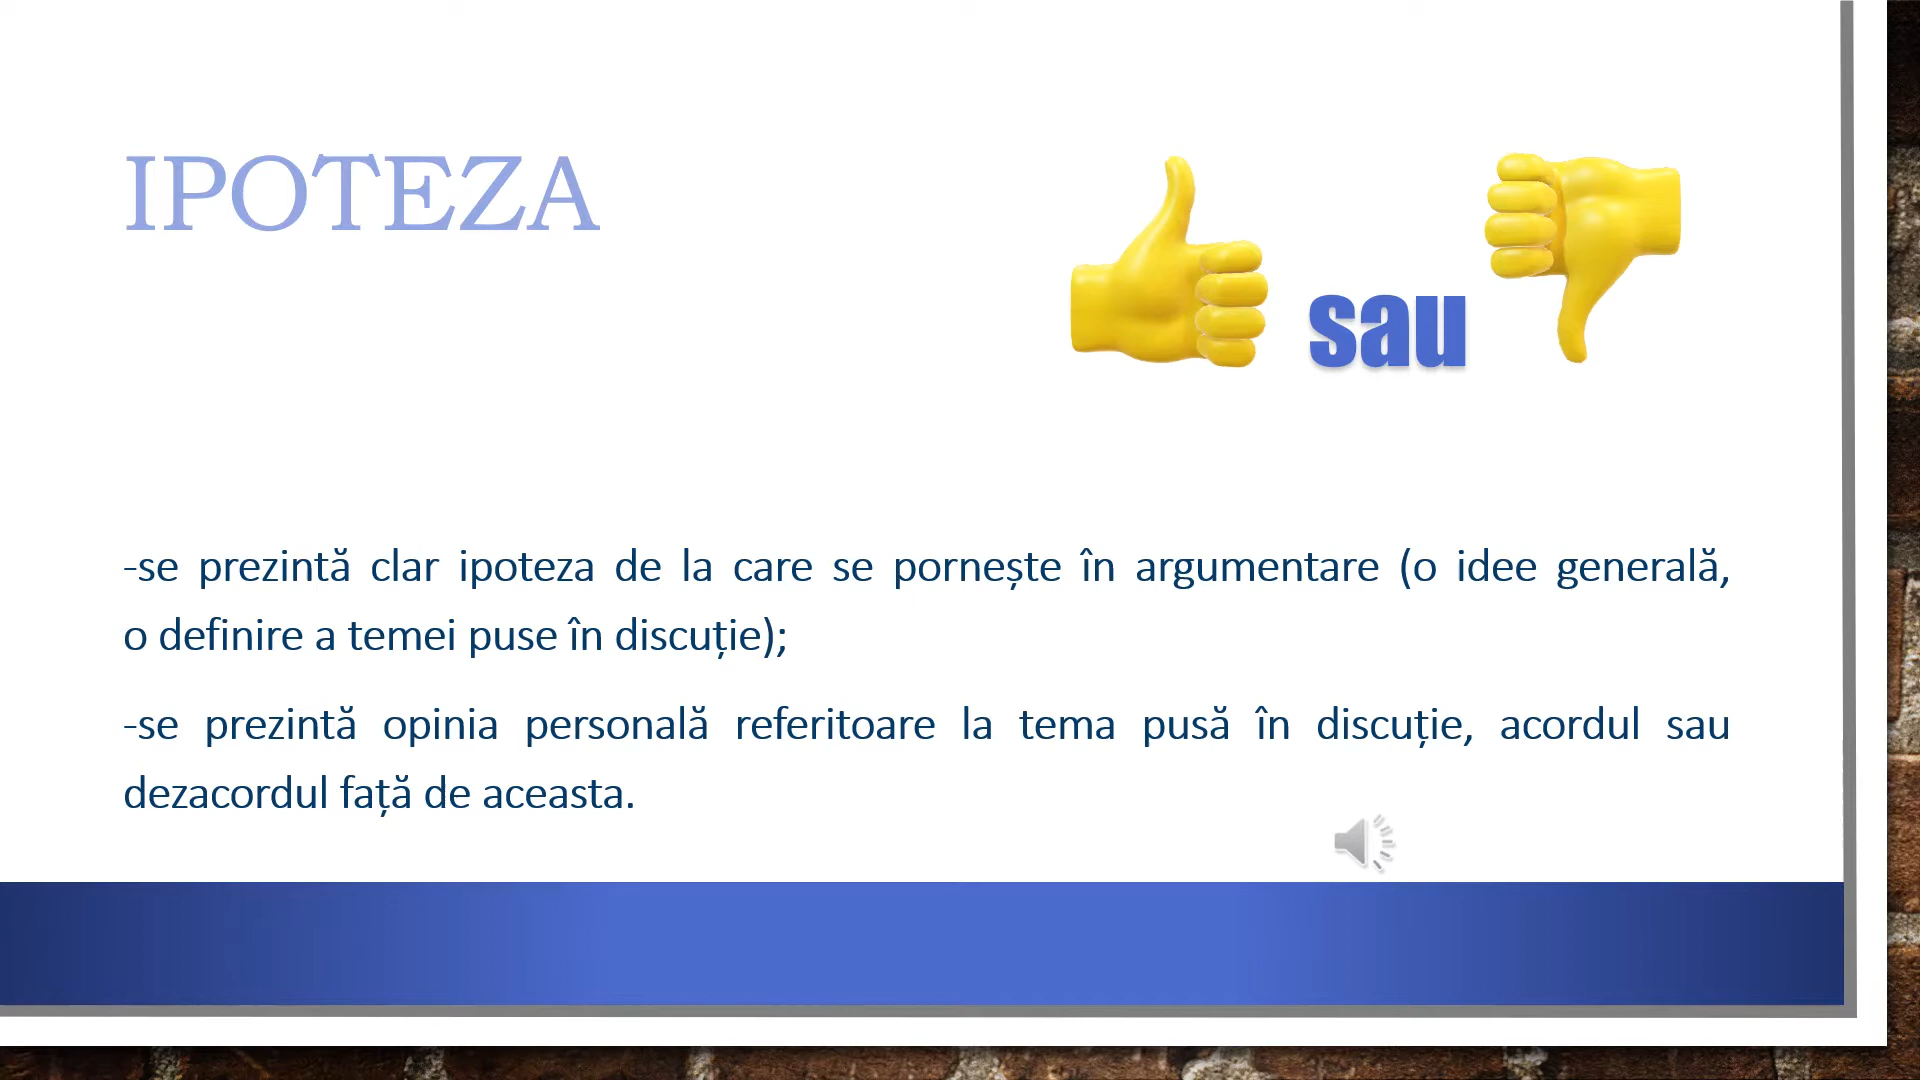 IPOTEZA
sau
-se prezintă clar ipoteza de la care se pornește în argumentare (o idee generală,
o definire a temei puse în discuție);
-se prezintă opinia personală referitoare la tema pusă în discuție, acordul sau
dezacordul față de aceasta.